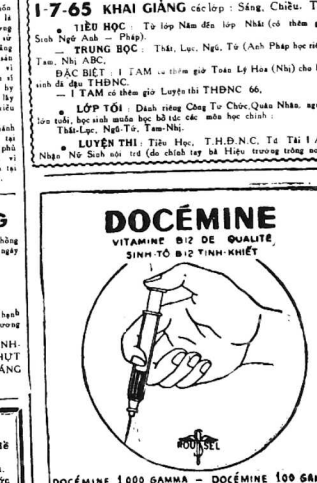 1-7-65 KHAI GIẢNG các lớp : Sáng, Chiều, T
• TIỂU HỌC : Từ lớp Năm đến lớp Nhất (có thêm g
Sinh Ngữ Anh — Pháp).
— TRUNG HỌC : Thất, Lục, Ngũ, Tứ (Anh Pháp học riê
Tam, Nhị ABC,
ĐẶC BIỆT : 1 TAM có thêm giờ Toán Lý Hóa (Nhị) cho h
sinh đã đậu THĐNC.
— 1 TAM có thêm giờ Luyện thi THĐNC 66,
• LỚP TỐI : Dành riêng Công Tư Chức, Quân Nhân, ngư
lớn tuổi, học sinh muốn học bổ túc các môn học chính :
Thất-Lục, Ngũ-Tứ, Tam-Nhị.
• LUYỆN THI : Tiểu Học, T.H.Đ.N.C, Tú Tài I
Nhận Nữ Sinh nội trú (do chính tay bà Hiệu trưởng trông no
DOCÉMINE
VITAMINE B12 DE QUALITÉ,
SINH-TỐ B12 TINH-KHIẾT
ROUSSEL
DOCÉMINE 1.000 GAMMA — DOCÉMINE 100 GAM